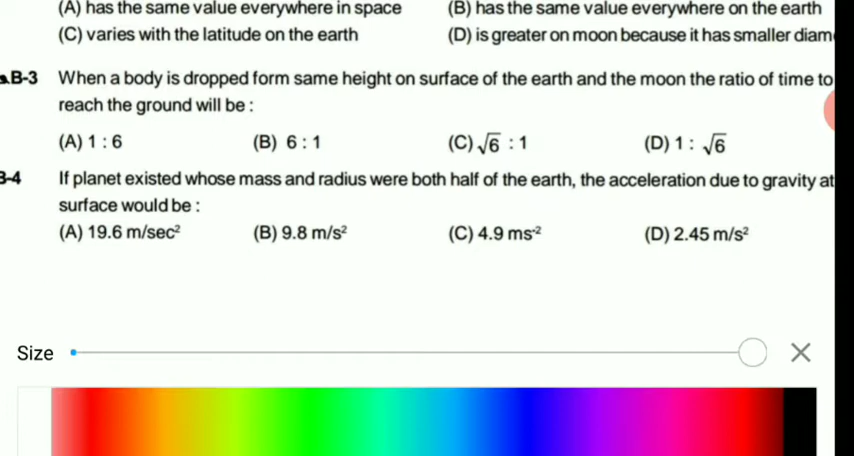 (A) has the same value everywhere in space (B) has the same value everywhere on the earth
(C) varies with the latitude on the earth (D) is greater on moon because it has smaller diam
B-3 When a body is dropped form same height on surface of the earth and the moon the ratio of time to
reach the ground will be :
(A) 1 : 6 (B) 6 : 1 (C) √6 : 1 (D) 1 : √6
B-4 If planet existed whose mass and radius were both half of the earth, the acceleration due to gravity at
surface would be :
(A) 19.6 m/sec² (B) 9.8 m/s² (C) 4.9 ms⁻² (D) 2.45 m/s²
Size